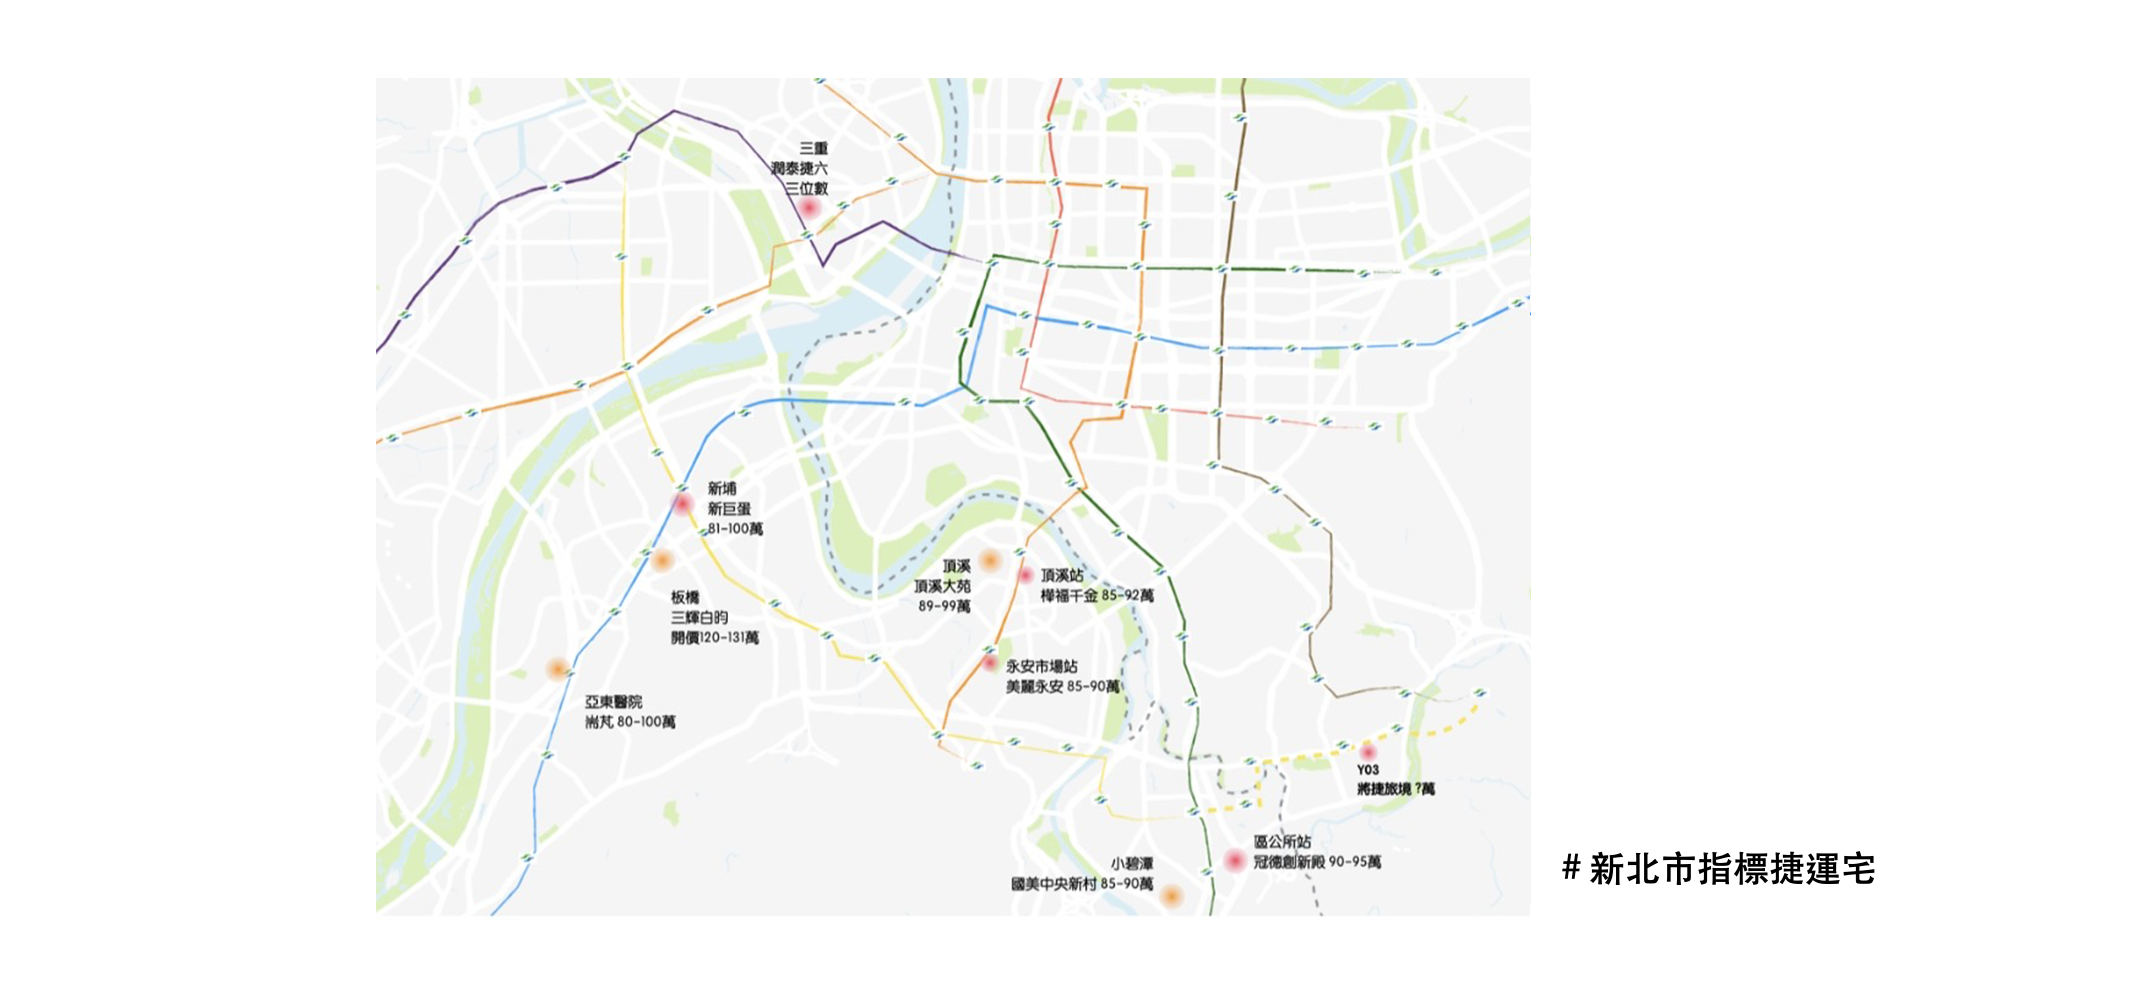 三重
潤泰捷六
三位數
新埔
新巨蛋
81-100萬
板橋
三輝白昀
開價120-131萬
亞東醫院
耑芃 80-100萬
頂溪
頂溪大苑
89-99萬
頂溪站
樺福千金 85-92萬
永安市場站
美麗永安 85-90萬
Y03
將捷旅境 ?萬
區公所站
冠德創新殿 90-95萬
小碧潭
國美中央新村 85-90萬
# 新北市指標捷運宅